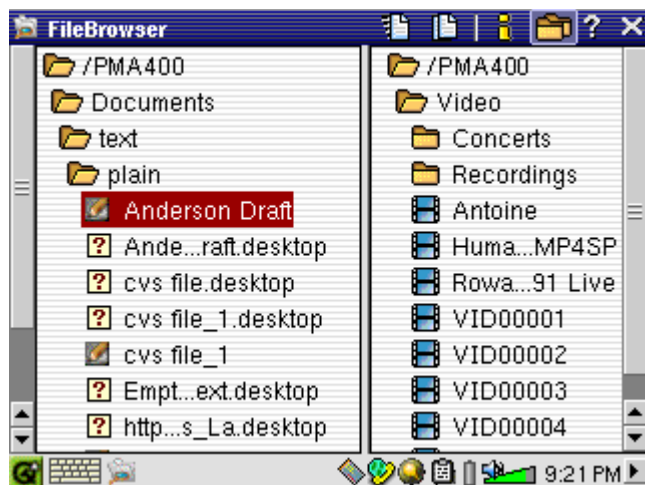 FileBrowser
/PMA400
Documents
text
plain
Anderson Draft
Ande...raft.desktop
cvs file.desktop
cvs file_1.desktop
cvs file_1
Empt...ext.desktop
http...s_La.desktop
/PMA400
Video
Concerts
Recordings
Antoine
Huma...MP4SP
Rowa...91 Live
VID00001
VID00002
VID00003
VID00004
9:21 PM